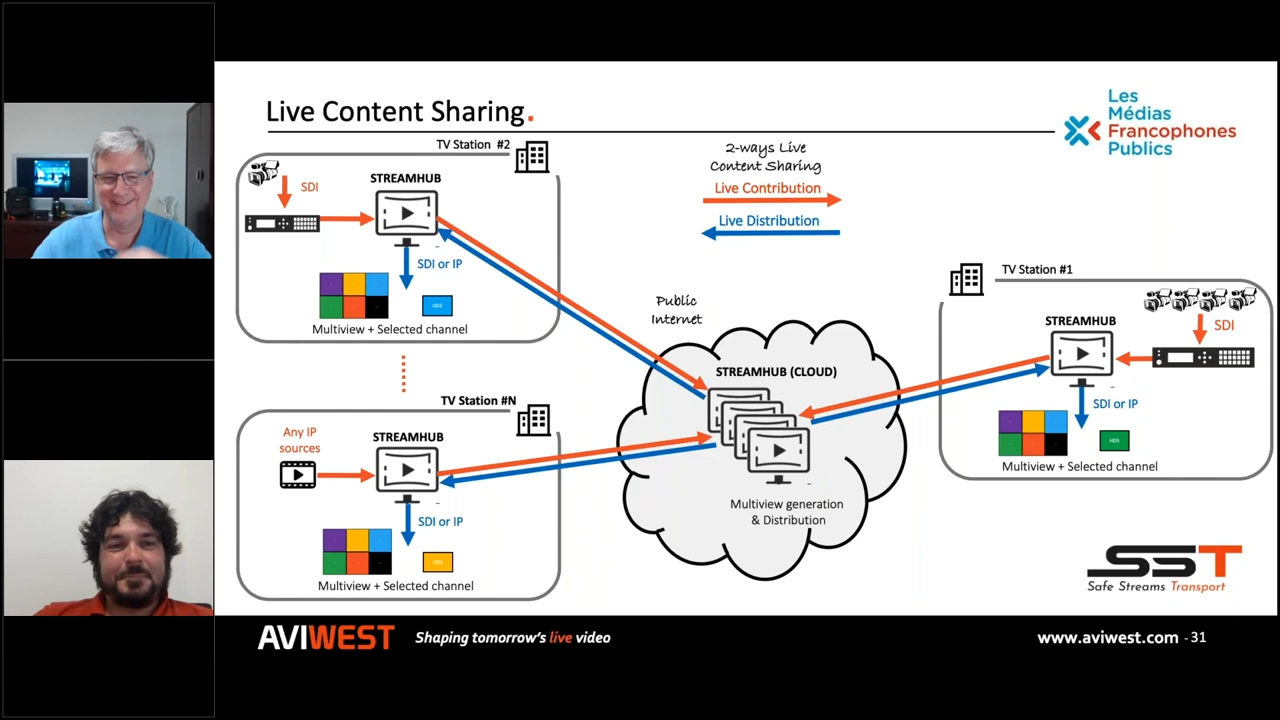 Live Content Sharing.
Les
Médias
Francophones
Publics
TV Station #2
SDI
STREAMHUB
SDI or IP
HDS
Multiview + Selected channel
2-ways Live
Content Sharing
Live Contribution
Live Distribution
Public
Internet
TV Station #1
STREAMHUB
SDI
SDI or IP
HDS
Multiview + Selected channel
STREAMHUB (CLOUD)
Multiview generation
& Distribution
TV Station #N
Any IP
sources
STREAMHUB
SDI or IP
Multiview + Selected channel
SST
Safe Streams Transport
AVIWEST
Shaping tomorrow's live video
www.aviwest.com - 31